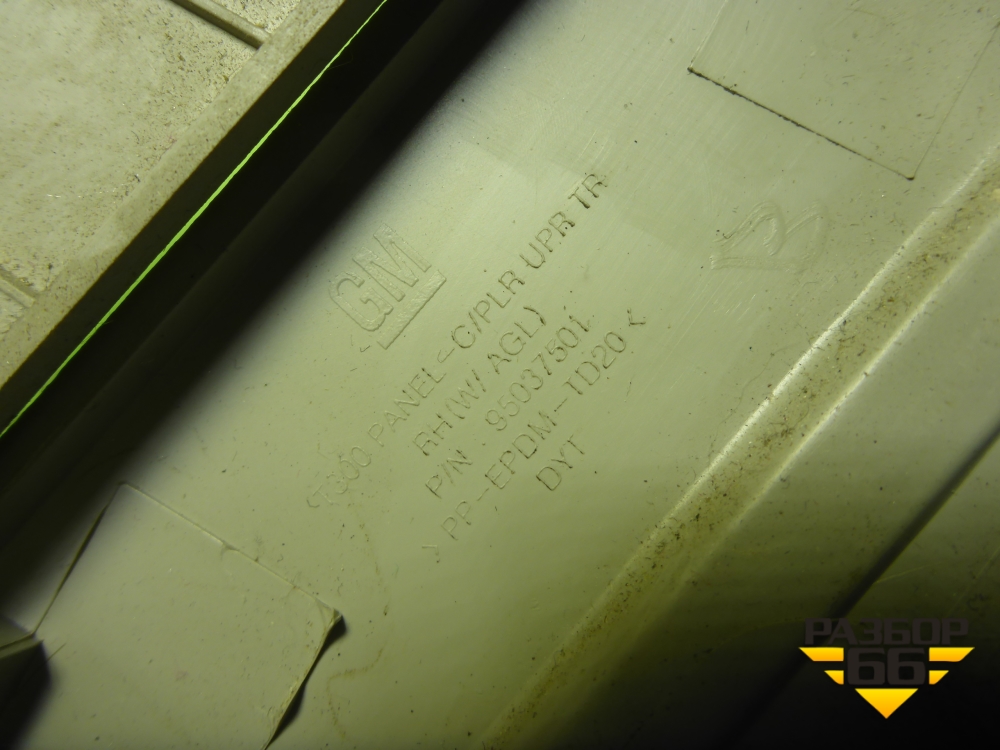 GM
T300 PANEL-C/PLR UPR TR
RH(W/ AGL)
P/N : 95037501
>PP-EPDM-TD20<
DYT
РАЗБОР
66